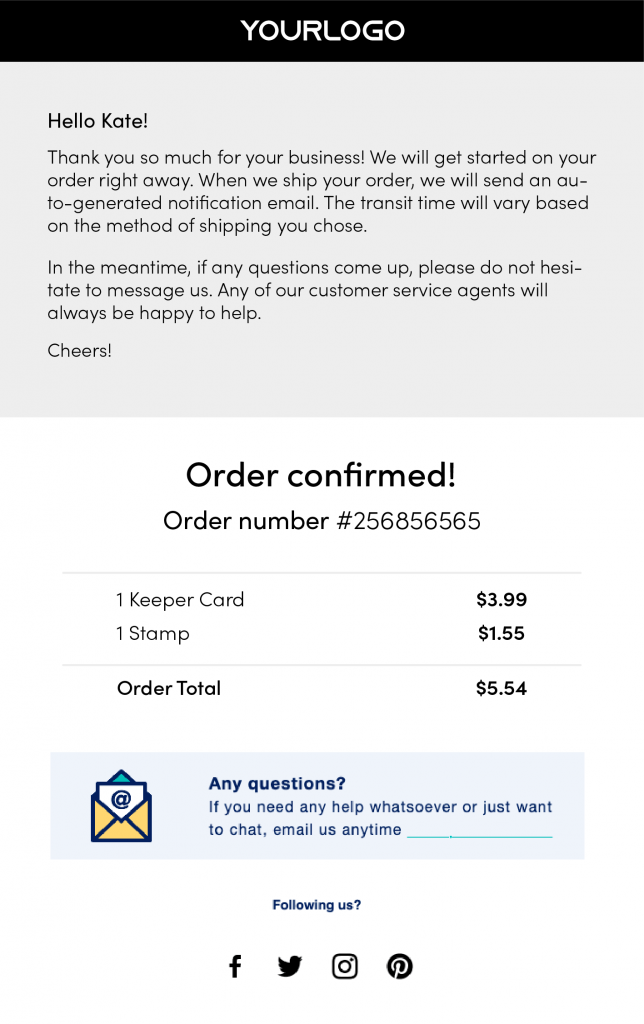 YOURLOGO
Hello Kate!
Thank you so much for your business! We will get started on your
order right away. When we ship your order, we will send an au-
to-generated notification email. The transit time will vary based
on the method of shipping you chose.
In the meantime, if any questions come up, please do not hesi-
tate to message us. Any of our customer service agents will
always be happy to help.
Cheers!
Order confirmed!
Order number #256856565
1 Keeper Card $3.99
1 Stamp $1.55
Order Total $5.54
@
Any questions?
If you need any help whatsoever or just want
to chat, email us anytime
Following us?